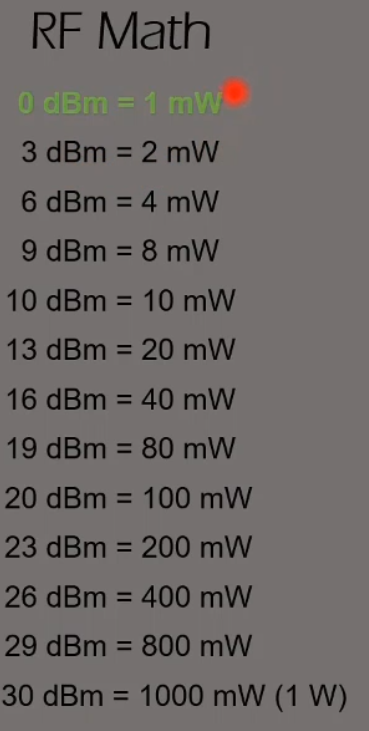 RF Math
0 dBm = 1 mW
3 dBm = 2 mW
6 dBm = 4 mW
9 dBm = 8 mW
10 dBm = 10 mW
13 dBm = 20 mW
16 dBm = 40 mW
19 dBm = 80 mW
20 dBm = 100 mW
23 dBm = 200 mW
26 dBm = 400 mW
29 dBm = 800 mW
30 dBm = 1000 mW (1 W)